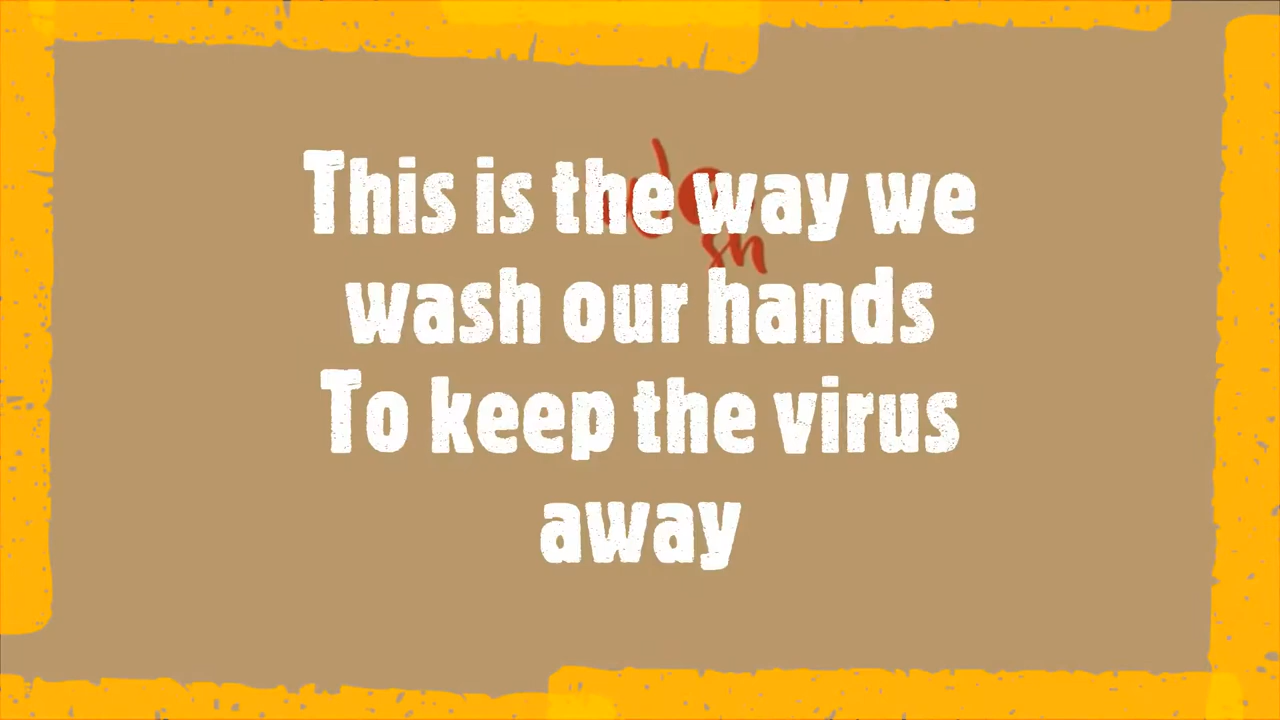 This is the way we
wash our hands
To keep the virus
away